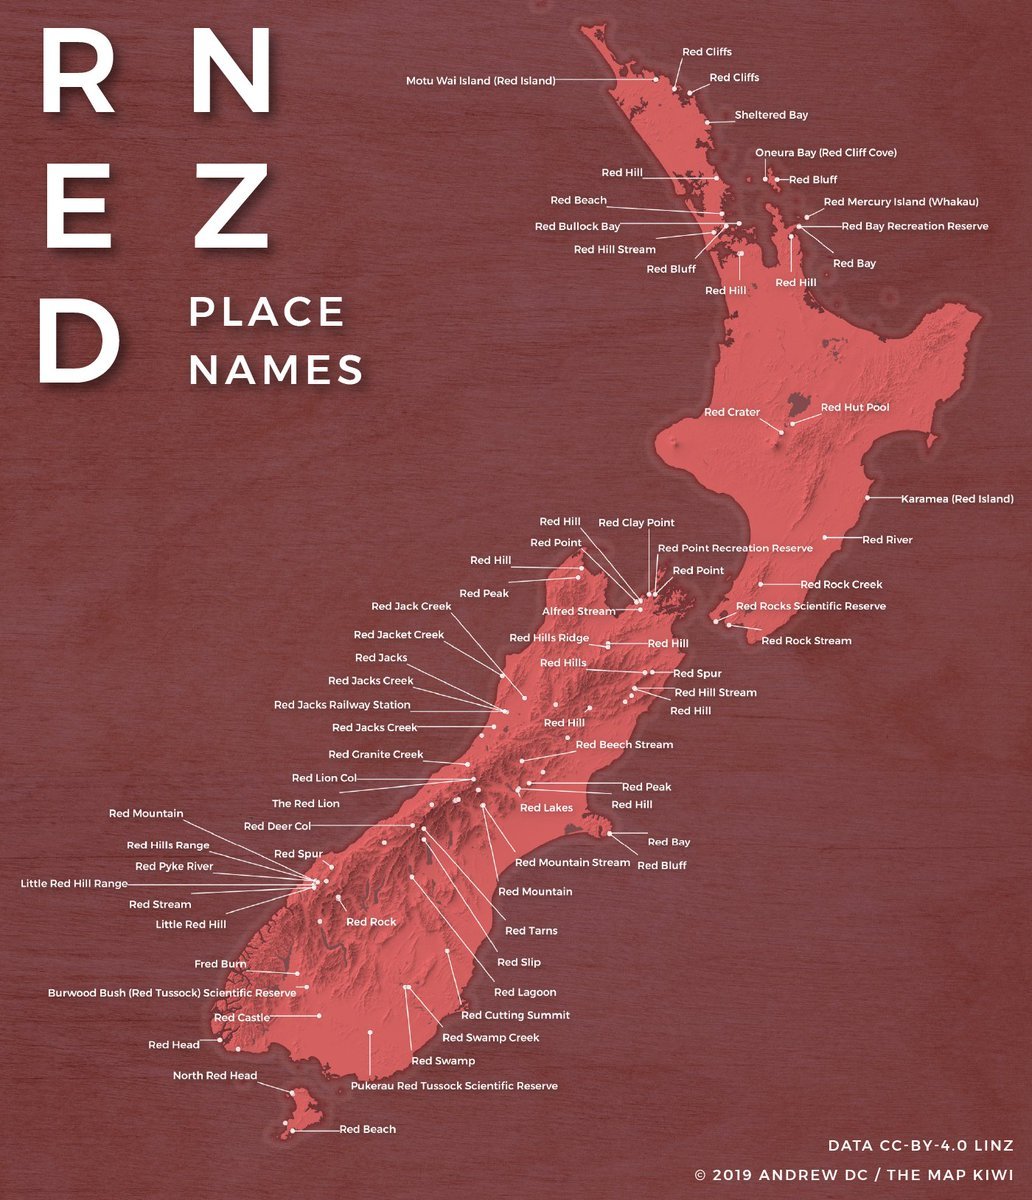 R N
E Z
D
PLACE
NAMES
Red Cliffs
Motu Wai Island (Red Island)
Red Cliffs
Sheltered Bay
Oneura Bay (Red Cliff Cove)
Red Hill
Red Bluff
Red Beach
Red Mercury Island (Whakau)
Red Bullock Bay
Red Bay Recreation Reserve
Red Hill Stream
Red Bay
Red Bluff
Red Hill
Red Hill
Red Crater
Red Hut Pool
Karamea (Red Island)
Red Hill
Red Clay Point
Red River
Red Point
Red Point Recreation Reserve
Red Hill
Red Point
Red Rock Creek
Red Peak
Red Jack Creek
Alfred Stream
Red Rocks Scientific Reserve
Red Jacket Creek
Red Hills Ridge
Red Hill
Red Rock Stream
Red Jacks
Red Hills
Red Spur
Red Jacks Creek
Red Hill Stream
Red Jacks Railway Station
Red Hill
Red Jacks Creek
Red Hill
Red Granite Creek
Red Beech Stream
Red Lion Col
Red Peak
The Red Lion
Red Lakes
Red Hill
Red Mountain
Red Deer Col
Red Bay
Red Hills Range
Red Spur
Red Mountain Stream
Red Bluff
Red Pyke River
Little Red Hill Range
Red Mountain
Red Stream
Little Red Hill
Red Rock
Red Tarns
Fred Burn
Red Slip
Burwood Bush (Red Tussock) Scientific Reserve
Red Lagoon
Red Castle
Red Cutting Summit
Red Head
Red Swamp Creek
Red Swamp
North Red Head
Pukerau Red Tussock Scientific Reserve
Red Beach
DATA CC-BY-4.0 LINZ
© 2019 ANDREW DC / THE MAP KIWI